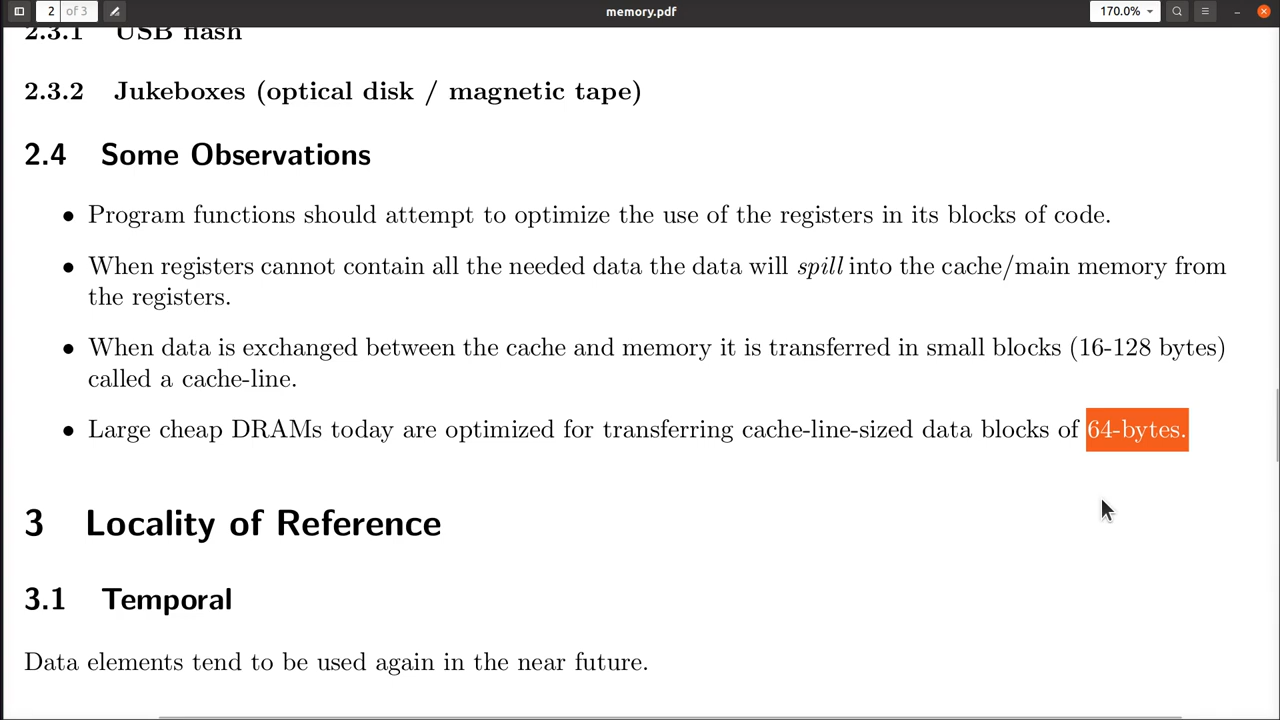 2 of 3 memory.pdf 170.0%
2.3.1 USB flash
2.3.2 Jukeboxes (optical disk / magnetic tape)
2.4 Some Observations
• Program functions should attempt to optimize the use of the registers in its blocks of code.
• When registers cannot contain all the needed data the data will spill into the cache/main memory from
the registers.
• When data is exchanged between the cache and memory it is transferred in small blocks (16-128 bytes)
called a cache-line.
• Large cheap DRAMs today are optimized for transferring cache-line-sized data blocks of 64-bytes.
3 Locality of Reference
3.1 Temporal
Data elements tend to be used again in the near future.